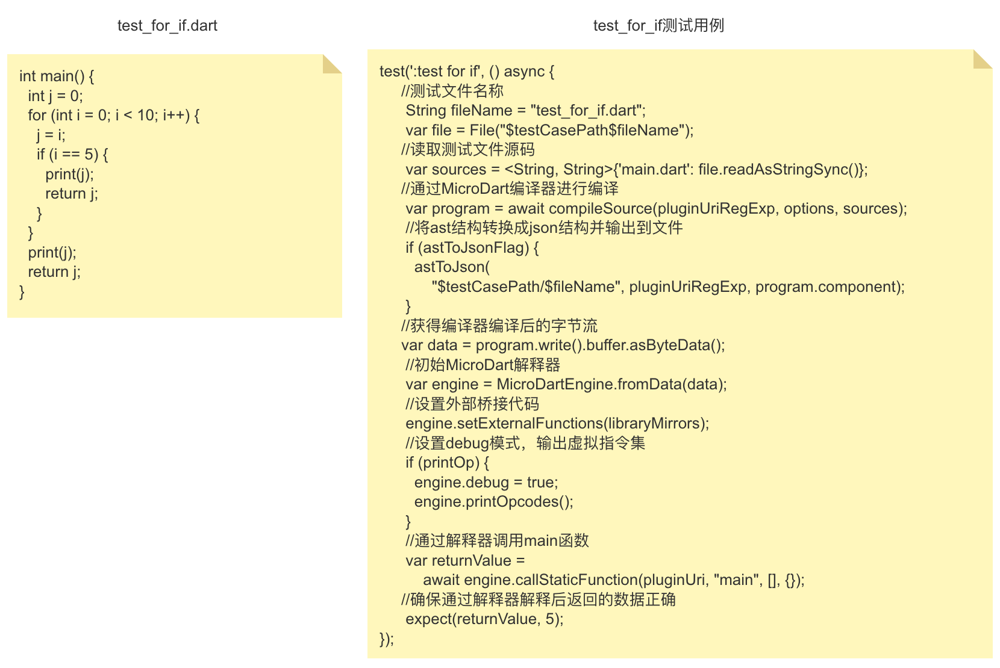 test_for_if.dart
int main() {
int j = 0;
for (int i = 0; i < 10; i++) {
j = i;
if (i == 5) {
print(j);
return j;
}
}
print(j);
return j;
}
test_for_if测试用例
test(':test for if', () async {
//测试文件名称
String fileName = "test_for_if.dart";
var file = File("$testCasePath$fileName");
//读取测试文件源码
var sources = <String, String>{'main.dart': file.readAsStringSync()};
//通过MicroDart编译器进行编译
var program = await compileSource(pluginUriRegExp, options, sources);
//将ast结构转换成json结构并输出到文件
if (astToJsonFlag) {
astToJson(
"$testCasePath/$fileName", pluginUriRegExp, program.component);
}
//获得编译器编译后的字节流
var data = program.write().buffer.asByteData();
//初始MicroDart解释器
var engine = MicroDartEngine.fromData(data);
//设置外部桥接代码
engine.setExternalFunctions(libraryMirrors);
//设置debug模式，输出虚拟指令集
if (printOp) {
engine.debug = true;
engine.printOpcodes();
}
//通过解释器调用main函数
var returnValue =
await engine.callStaticFunction(pluginUri, "main", [], {});
//确保通过解释器解释后返回的数据正确
expect(returnValue, 5);
});